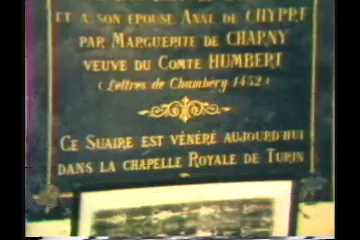 ET A SON EPOUSE ANNE DE CHYPRE
PAR MARGUERITE DE CHARNY
VEUVE DU COMTE HUMBERT
(Lettres de Chambéry 1452)
CE SUAIRE EST VÉNÉRÉ AUJOURD'HUI
DANS LA CHAPELLE ROYALE DE TURIN